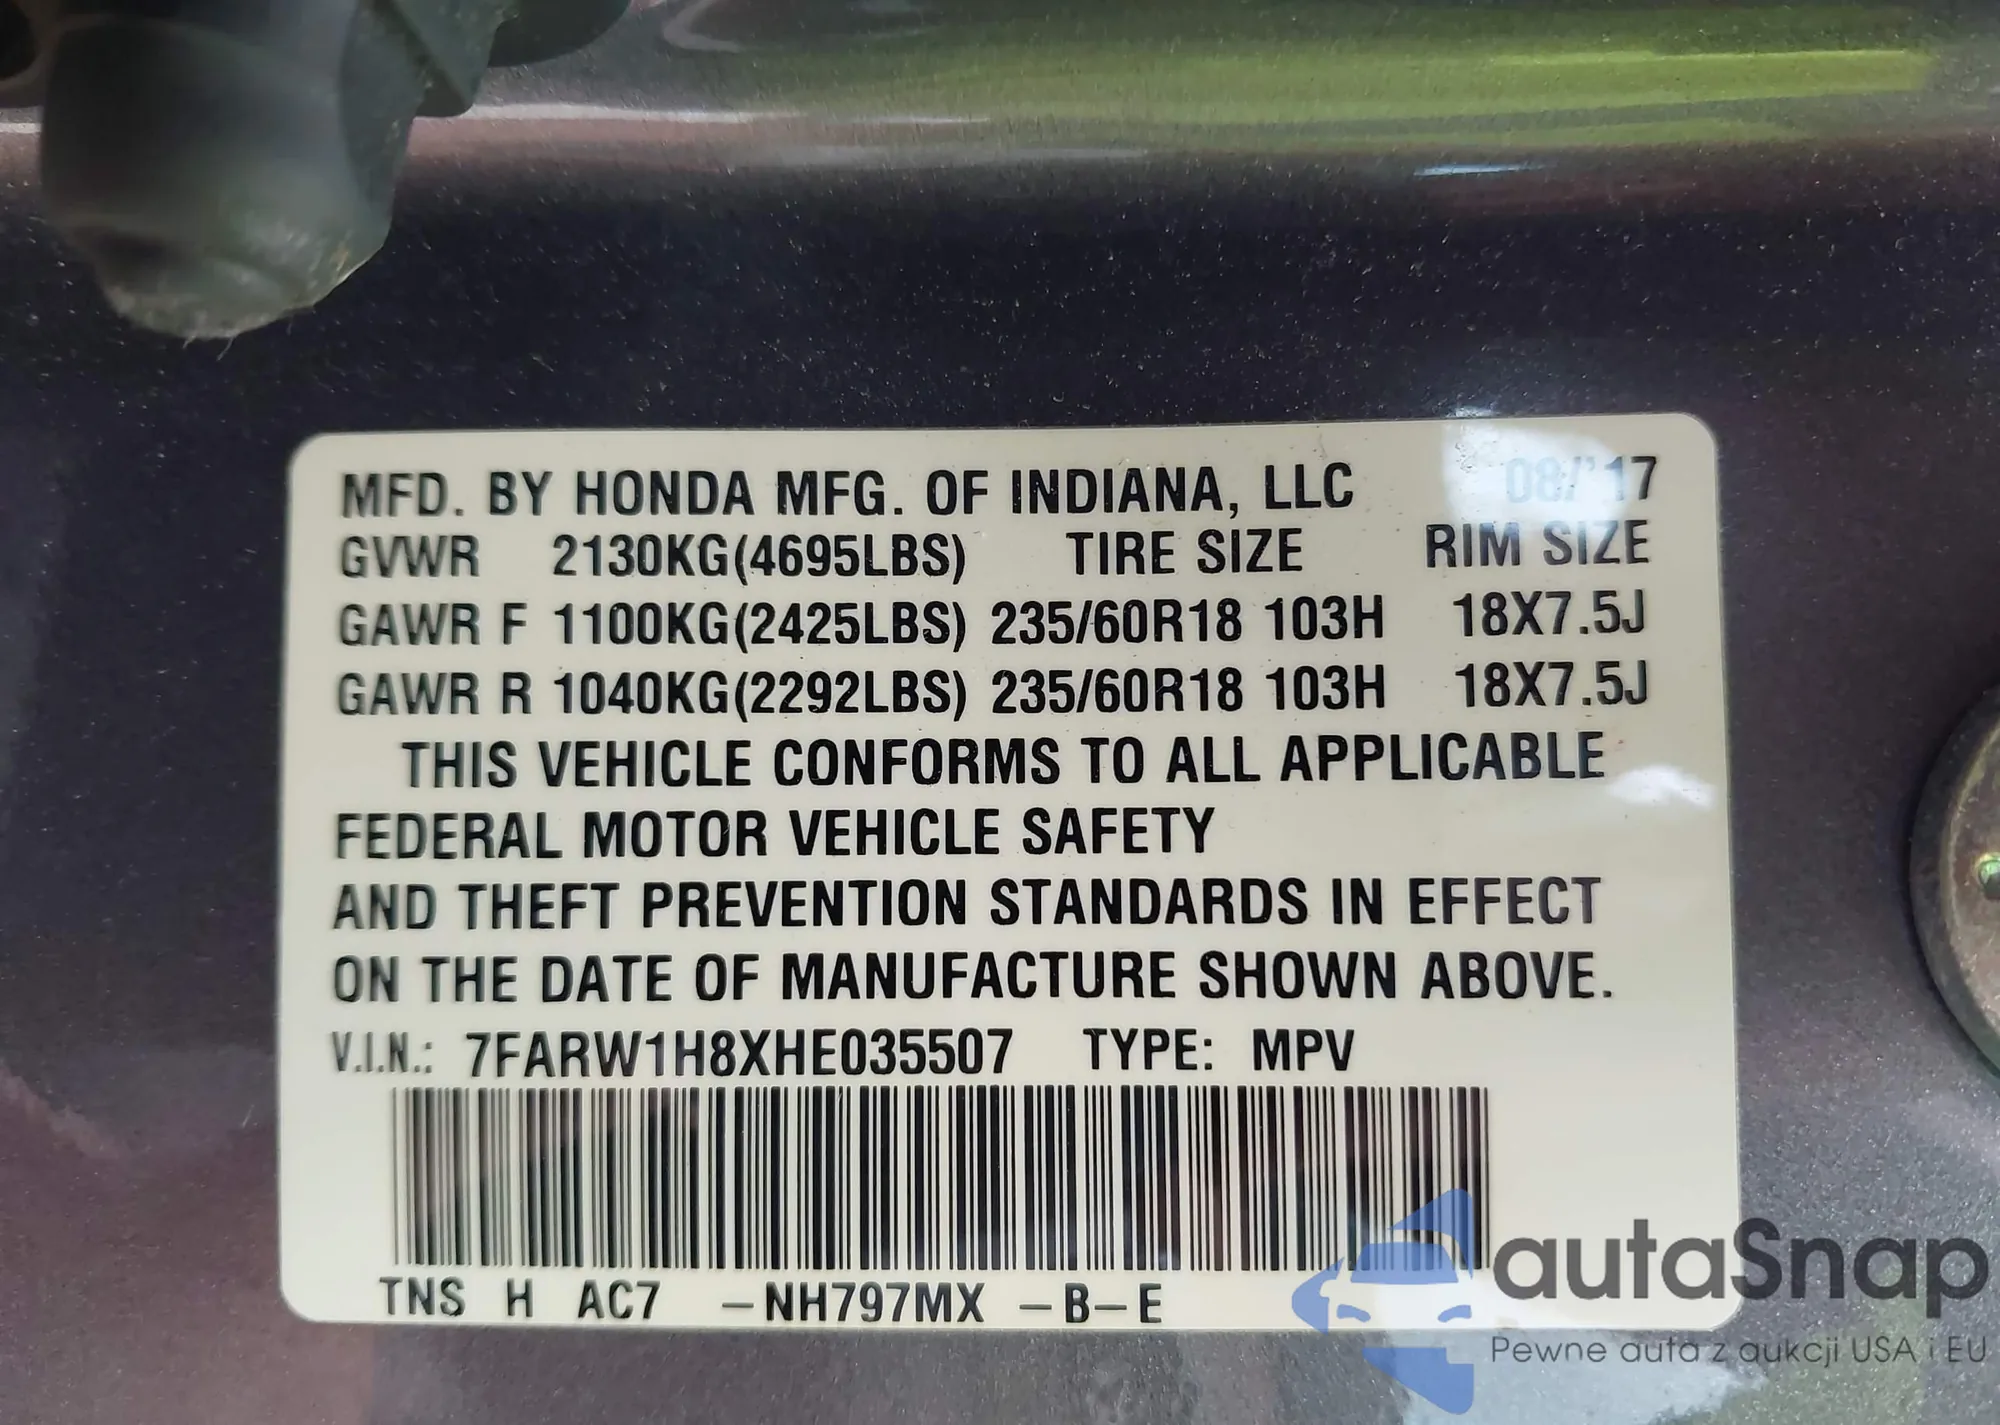 MFD. BY HONDA MFG. OF INDIANA, LLC 08/'17
GVWR 2130KG(4695LBS) TIRE SIZE RIM SIZE
GAWR F 1100KG(2425LBS) 235/60R18 103H 18X7.5J
GAWR R 1040KG(2292LBS) 235/60R18 103H 18X7.5J
THIS VEHICLE CONFORMS TO ALL APPLICABLE
FEDERAL MOTOR VEHICLE SAFETY
AND THEFT PREVENTION STANDARDS IN EFFECT
ON THE DATE OF MANUFACTURE SHOWN ABOVE.
V.I.N.: 7FARW1H8XHE035507 TYPE: MPV
TNS H AC7 –NH797MX –B–E
autaSnap
Pewne auta z aukcji USA i EU